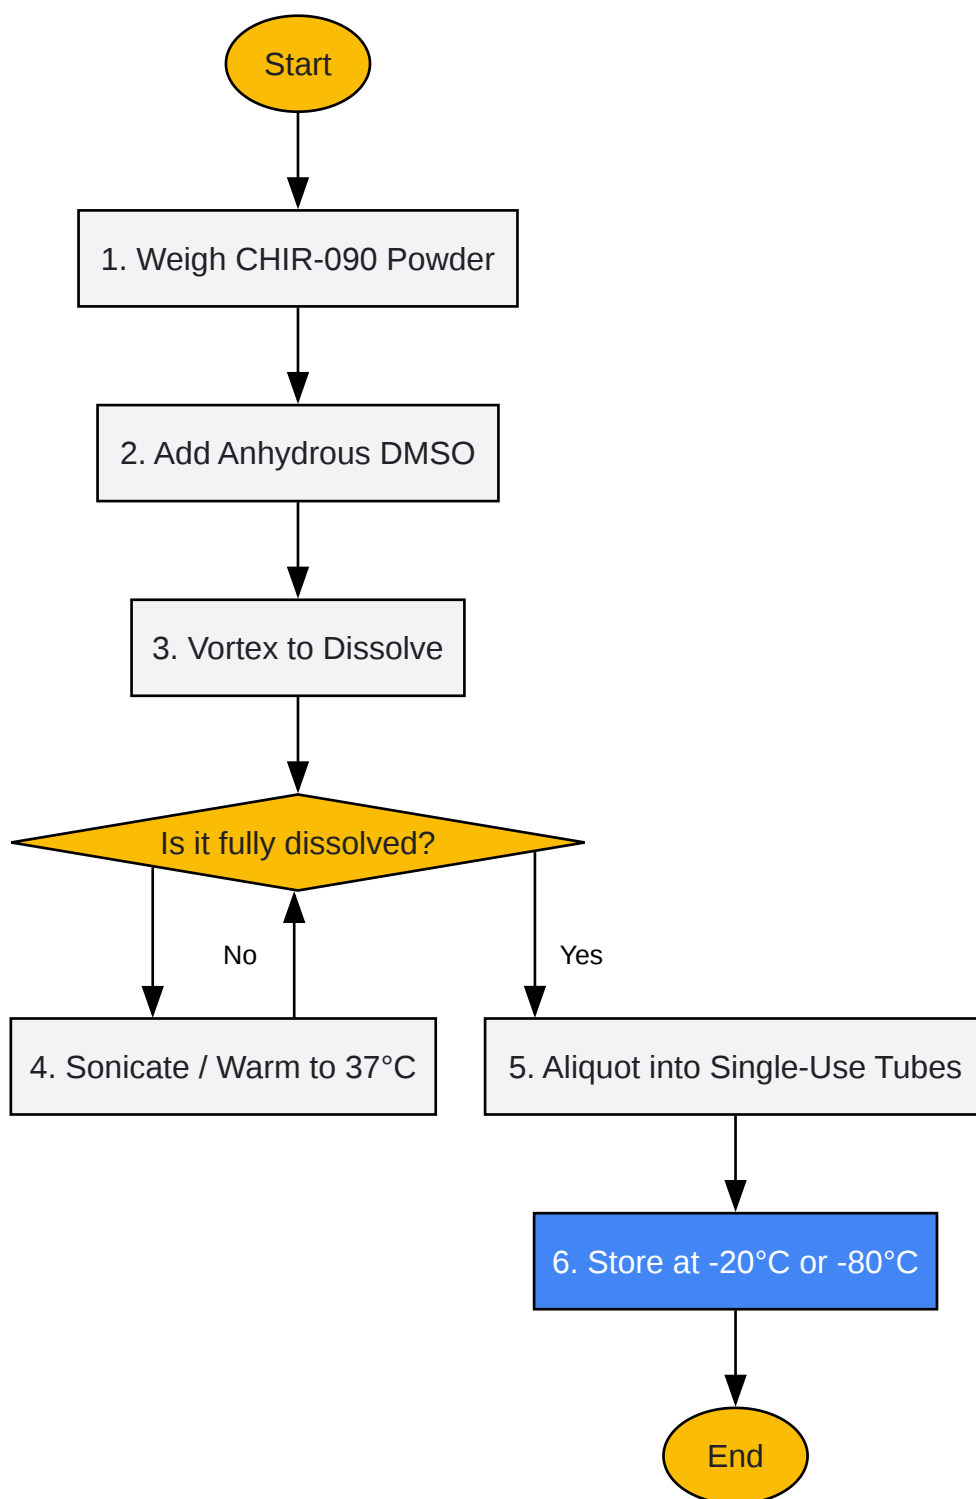 Start
1. Weigh CHIR-090 Powder
2. Add Anhydrous DMSO
3. Vortex to Dissolve
Is it fully dissolved?
No
Yes
4. Sonicate / Warm to 37°C
5. Aliquot into Single-Use Tubes
6. Store at -20°C or -80°C
End